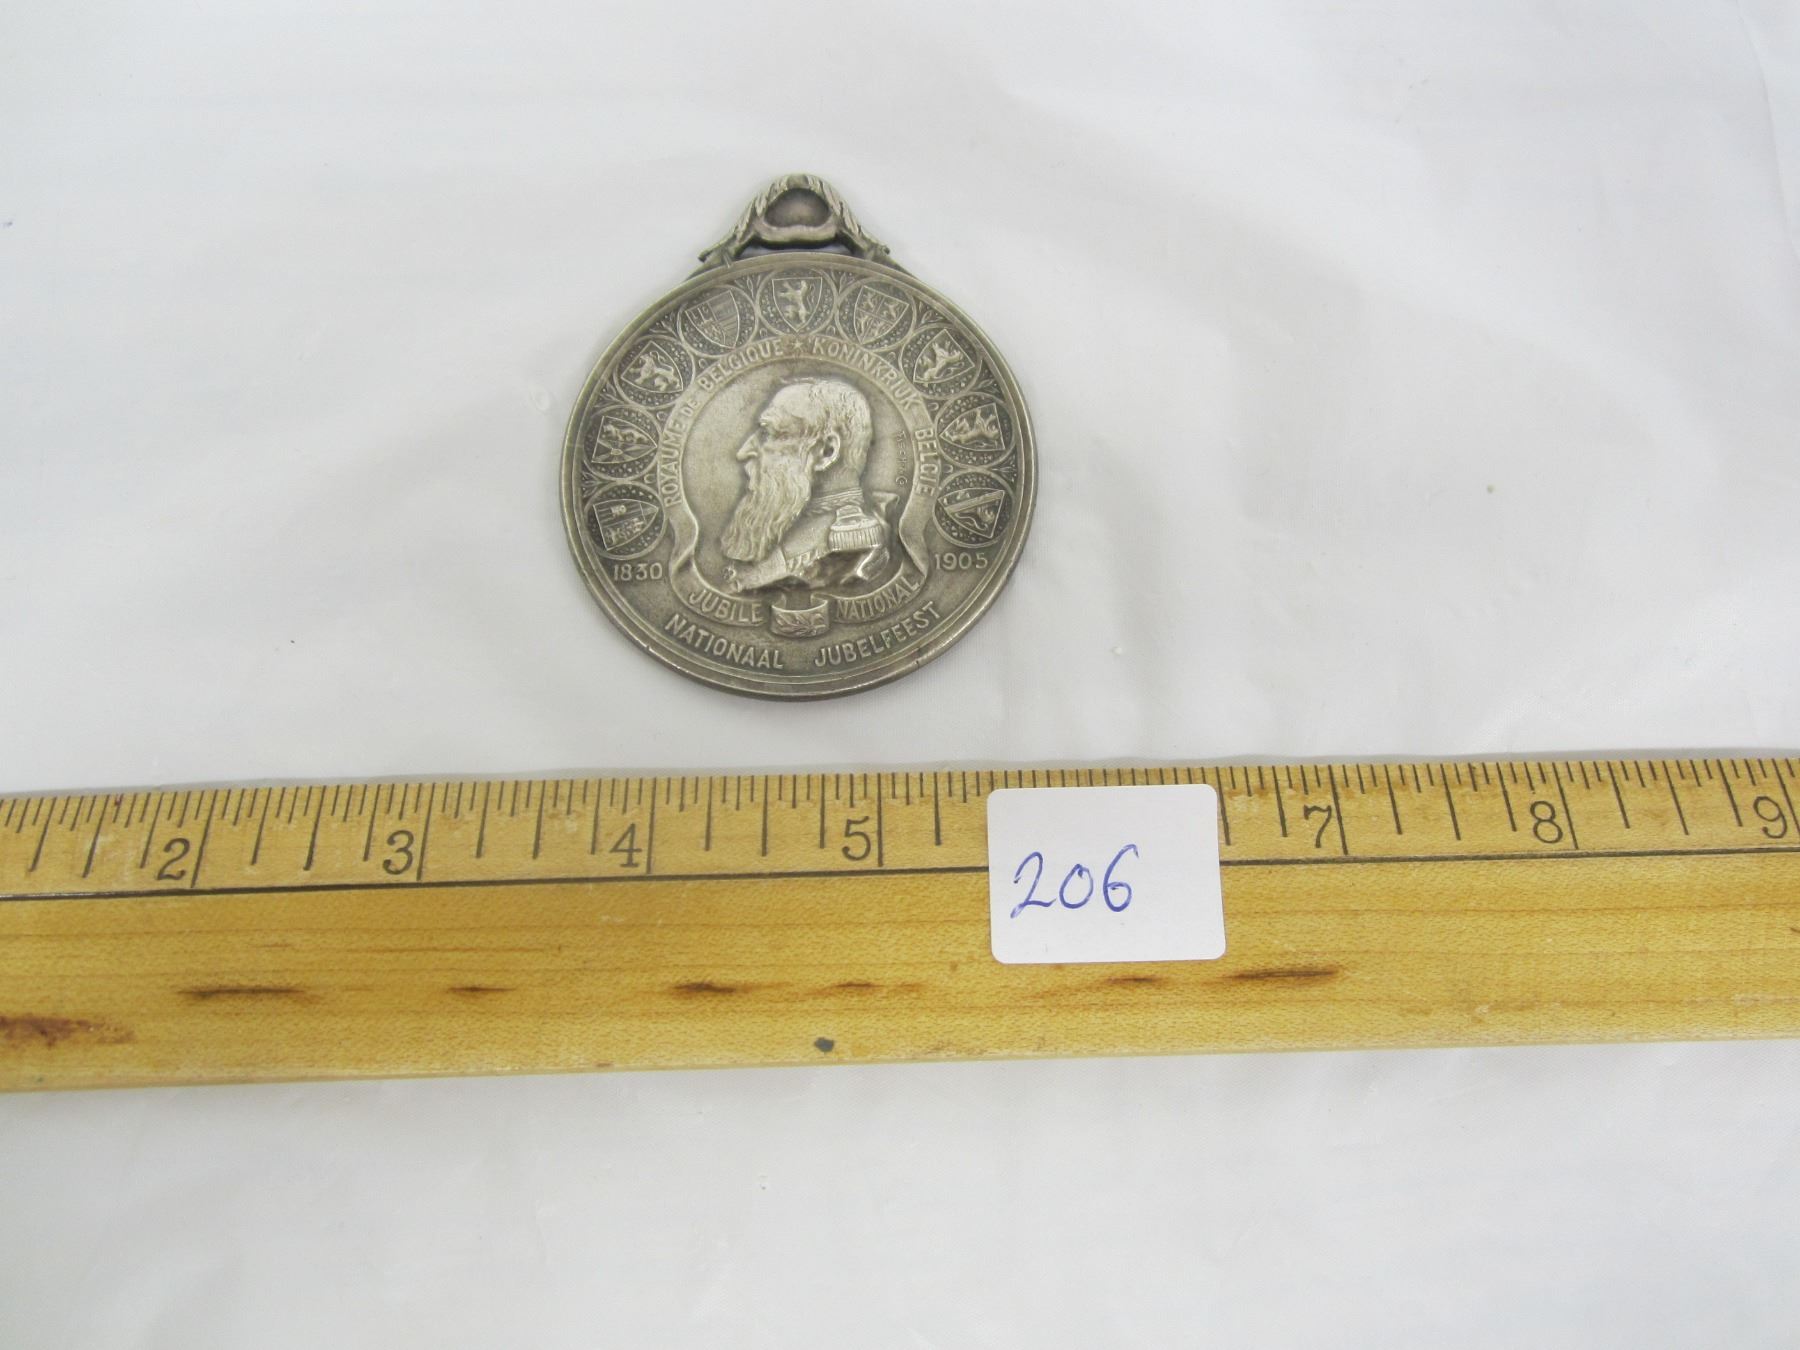 ROYAUME DE BELGIQUE * KONINKRIJK BELGIE
1830 1905
JUBILE NATIONAL
NATIONAAL JUBELFEEST
2 3 4 5 7 8 9
206